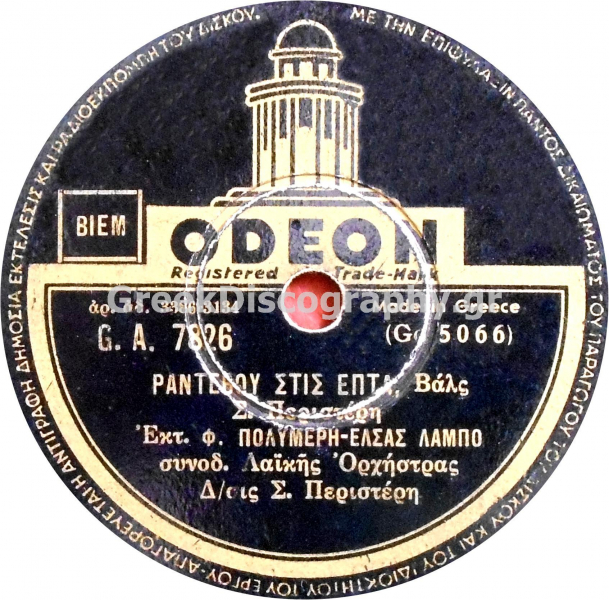 ΜΕ ΤΗΝ ΕΠΙΦΥΛΑΞΙΝ ΠΑΝΤΟΣ ΔΙΚΑΙΩΜΑΤΟΣ ΤΟΥ ΠΑΡΑΓΩΓΟΥ ΤΟΥ ΔΙΣΚΟΥ ΚΑΙ ΤΟΥ ΙΔΙΟΚΤΗΤΟΥ ΤΟΥ ΕΡΓΟΥ-ΑΠΑΓΟΡΕΥΕΤΑΙ Η ΑΝΤΙΓΡΑΦΗ ΔΗΜΟΣΙΑ ΕΚΤΕΛΕΣΙΣ ΚΑΙ ΡΑΔΙΟΕΚΠΟΜΠΗ ΤΟΥ ΔΙΣΚΟΥ.
BIEM
ODEON
Registered Trade-Mark
GreekDiscography.gr
Made in Greece
G. A. 7826
(Go 5066)
ΡΑΝΤΕΒΟΥ ΣΤΙΣ ΕΠΤΑ, Βάλς
Σ. Περιστέρη
Ἐκτ. φ. ΠΟΛΥΜΕΡΗ-ΕΛΣΑΣ ΛΑΜΠΟ
συνοδ. Λαϊκῆς Ὀρχήστρας
Δ/σις Σ. Περιστέρη